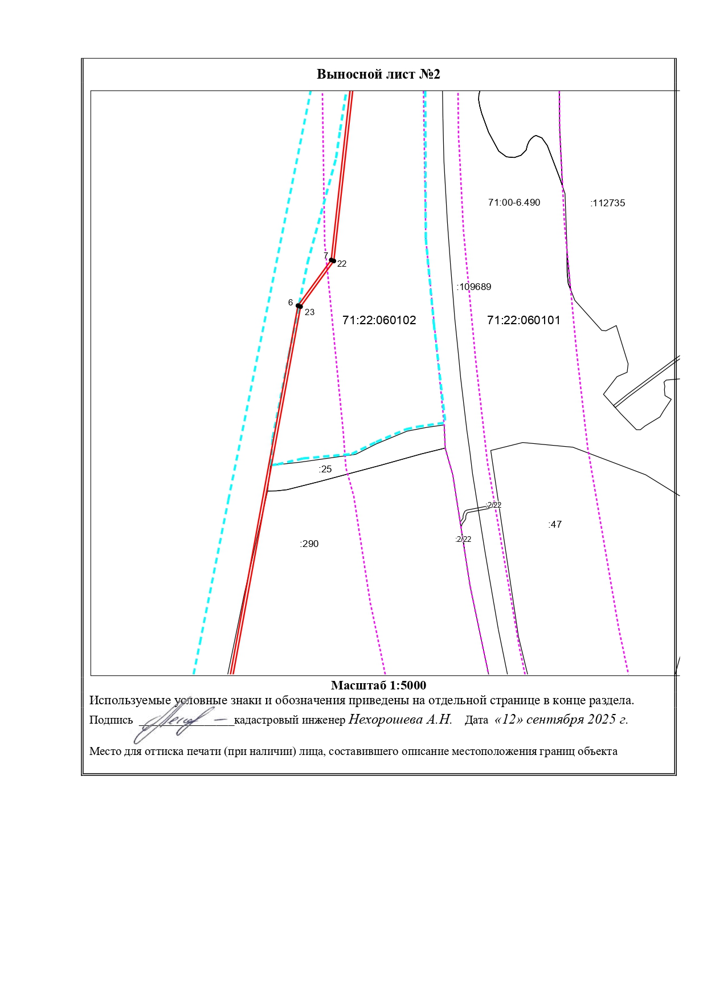 Выносной лист №2
71:00-6.490
:112735
7
22
:109689
6
23
71:22:060102
71:22:060101
:25
:2/22
:47
:2/22
:290
Масштаб 1:5000
Используемые условные знаки и обозначения приведены на отдельной странице в конце раздела.
Подпись ________________кадастровый инженер Нехорошева А.Н. Дата «12» сентября 2025 г.
Место для оттиска печати (при наличии) лица, составившего описание местоположения границ объекта